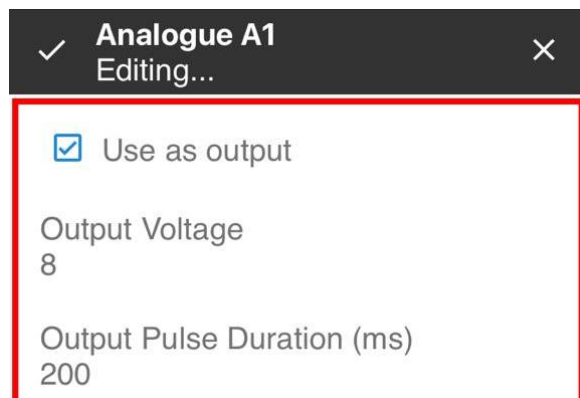 Analogue A1
Editing...
Use as output
Output Voltage
8
Output Pulse Duration (ms)
200